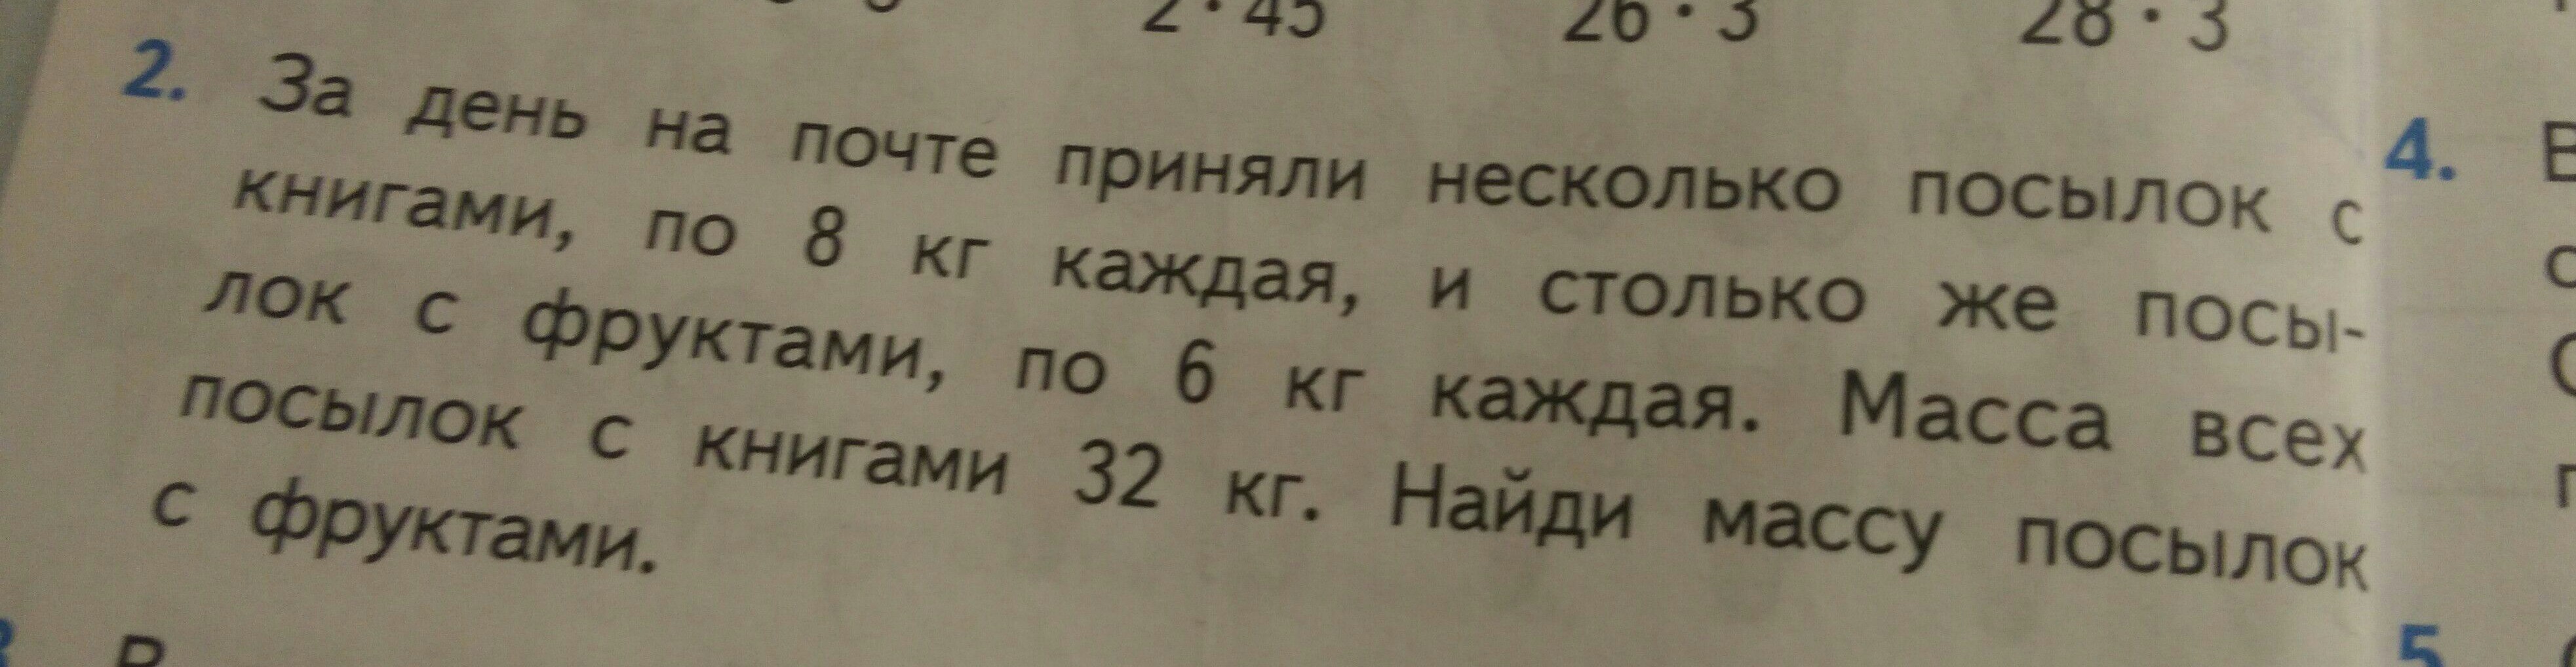 2 · 45 26 · 3 28 · 3
2. За день на почте приняли несколько посылок с
книгами, по 8 кг каждая, и столько же посы-
лок с фруктами, по 6 кг каждая. Масса всех
посылок с книгами 32 кг. Найди массу посылок
с фруктами.
В
4. В
5